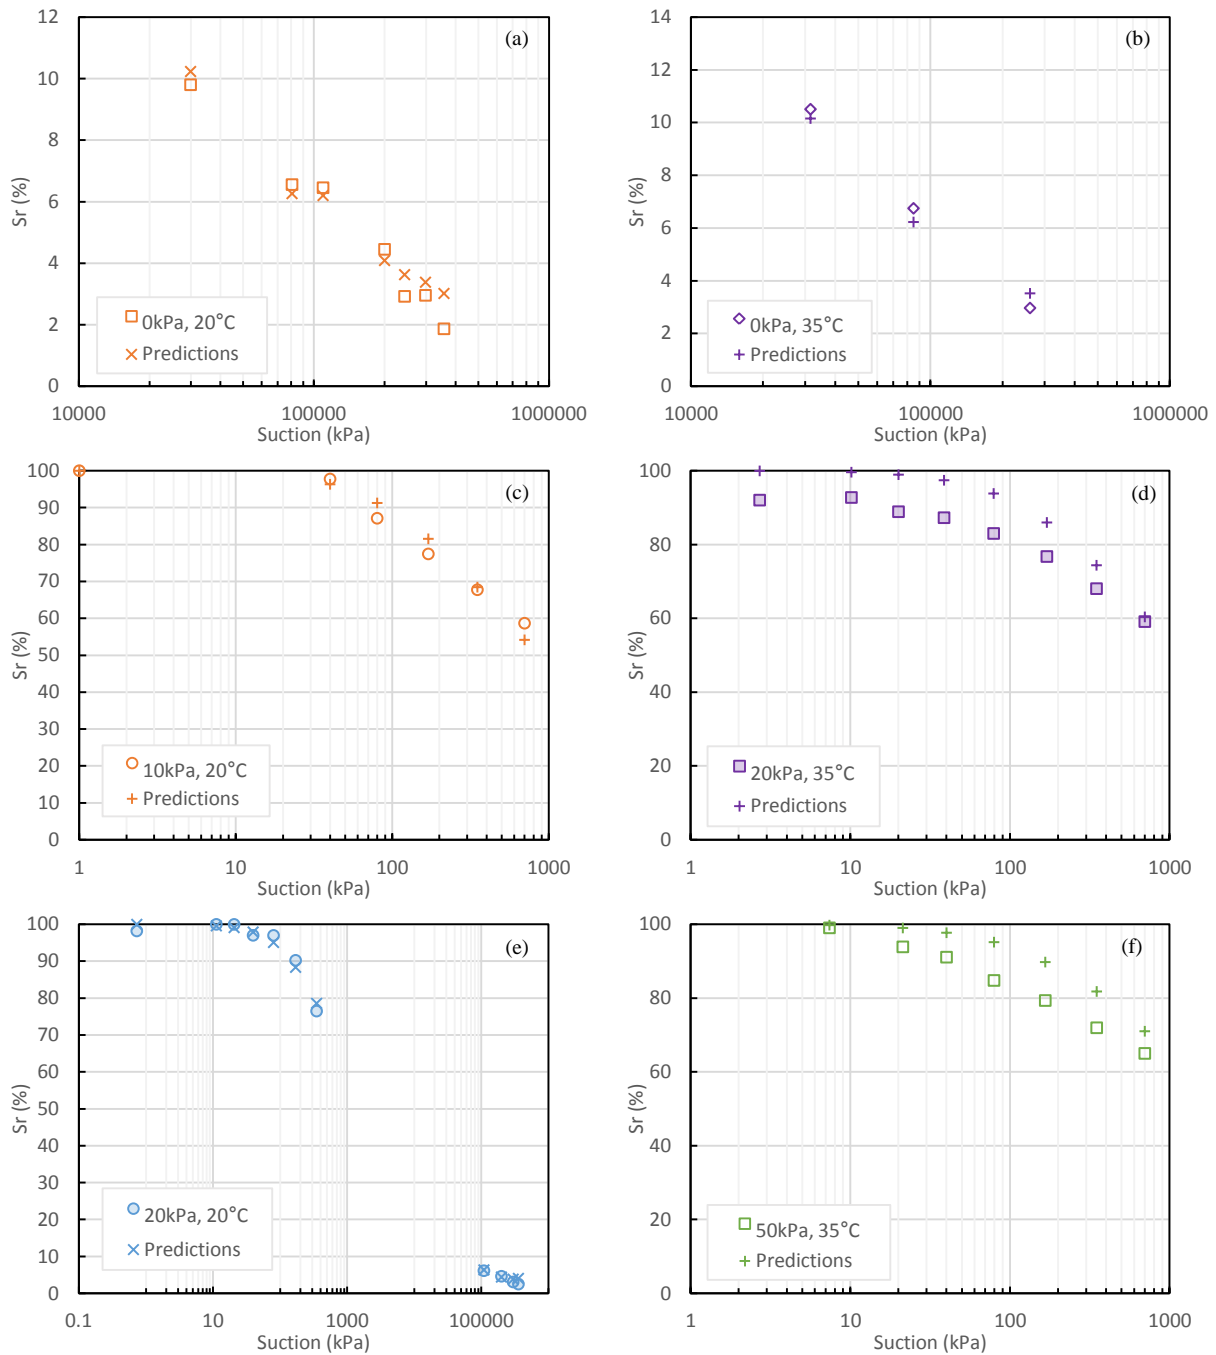 12
10
8
6
4
2
0
Sr (%)
(a)
0kPa, 20°C
Predictions
10000
100000
1000000
Suction (kPa)
14
12
10
8
6
4
2
0
Sr (%)
(b)
0kPa, 35°C
Predictions
10000
100000
1000000
Suction (kPa)
100
90
80
70
60
50
40
30
20
10
0
Sr (%)
(c)
10kPa, 20°C
Predictions
1
10
100
1000
Suction (kPa)
100
80
60
40
20
0
Sr (%)
(d)
20kPa, 35°C
Predictions
1
10
100
1000
Suction (kPa)
100
90
80
70
60
50
40
30
20
10
0
Sr (%)
(e)
20kPa, 20°C
Predictions
0.1
10
1000
100000
Suction (kPa)
100
80
60
40
20
0
Sr (%)
(f)
50kPa, 35°C
Predictions
1
10
100
1000
Suction (kPa)